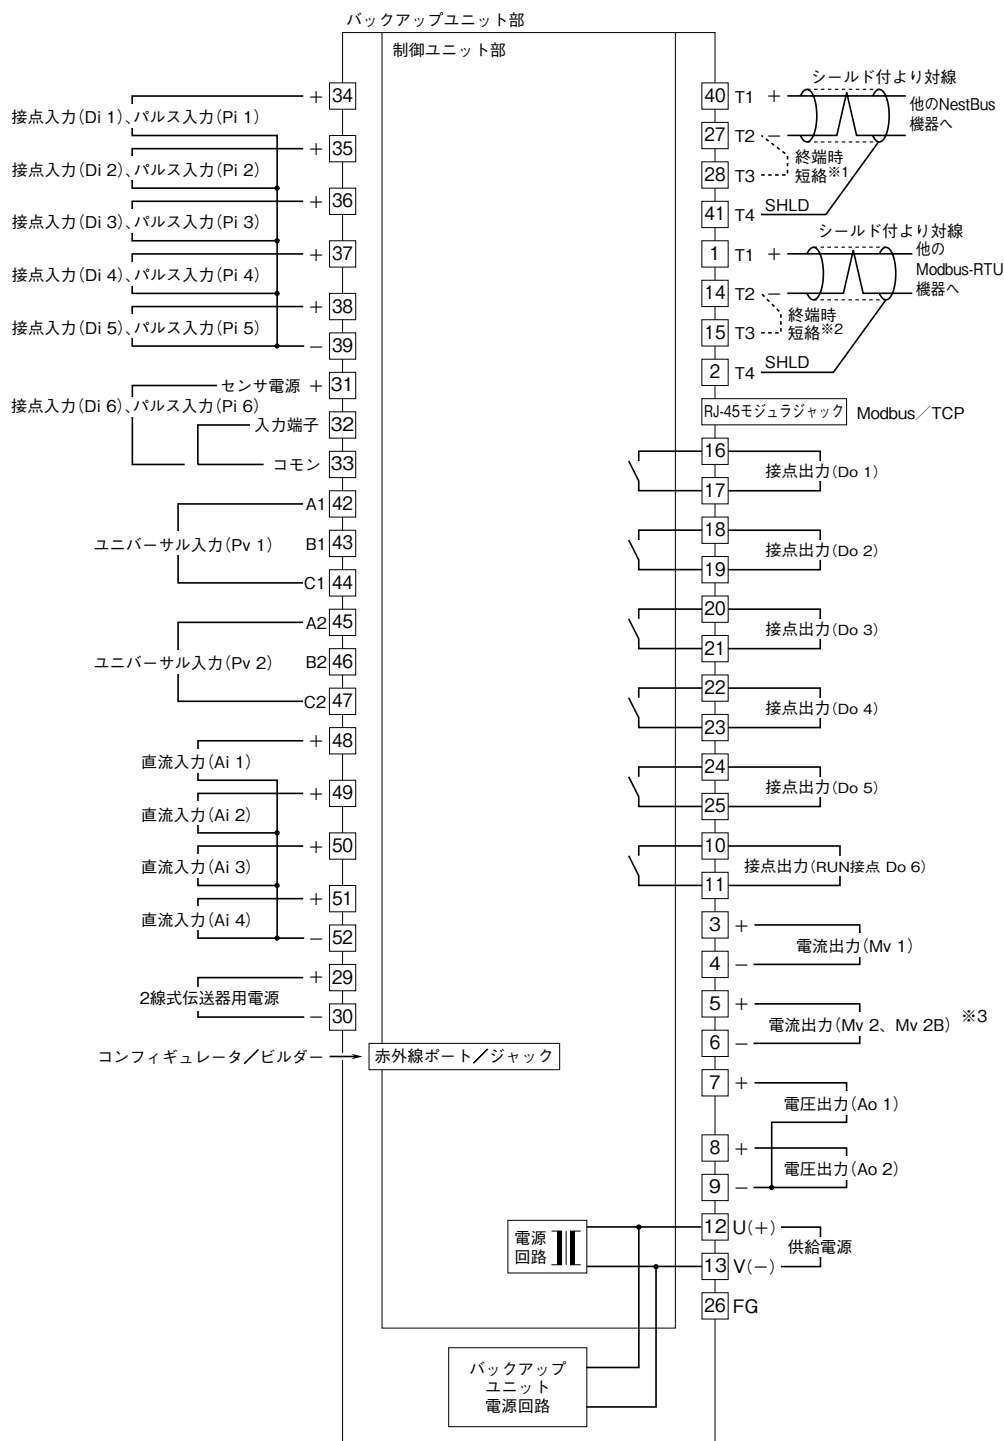 バックアップユニット部
制御ユニット部
接点入力(Di 1)、パルス入力(Pi 1)
+ 34
接点入力(Di 2)、パルス入力(Pi 2)
+ 35
接点入力(Di 3)、パルス入力(Pi 3)
+ 36
接点入力(Di 4)、パルス入力(Pi 4)
+ 37
接点入力(Di 5)、パルス入力(Pi 5)
+ 38
− 39
接点入力(Di 6)、パルス入力(Pi 6)
センサ電源 + 31
入力端子 32
コモン 33
ユニバーサル入力(Pv 1)
A1 42
B1 43
C1 44
ユニバーサル入力(Pv 2)
A2 45
B2 46
C2 47
直流入力(Ai 1)
+ 48
直流入力(Ai 2)
+ 49
直流入力(Ai 3)
+ 50
直流入力(Ai 4)
+ 51
− 52
2線式伝送器用電源
+ 29
− 30
コンフィギュレータ/ビルダー
赤外線ポート/ジャック
シールド付より対線
40 T1 +
27 T2 −
28 T3
41 T4 SHLD
終端時
短絡※1
他のNestBus
機器へ
シールド付より対線
1 T1 +
14 T2 −
15 T3
2 T4 SHLD
終端時
短絡※2
他の
Modbus-RTU
機器へ
RJ-45モジュラジャック Modbus/TCP
16
17
接点出力(Do 1)
18
19
接点出力(Do 2)
20
21
接点出力(Do 3)
22
23
接点出力(Do 4)
24
25
接点出力(Do 5)
10
11
接点出力(RUN接点 Do 6)
3 +
4 −
電流出力(Mv 1)
5 +
6 −
電流出力(Mv 2、Mv 2B) ※3
7 +
電圧出力(Ao 1)
8 +
9 −
電圧出力(Ao 2)
電源
回路
12 U(+)
13 V(−)
供給電源
26 FG
バックアップ
ユニット
電源回路